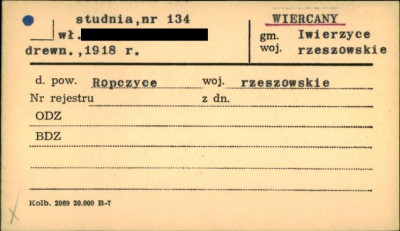 studnia,nr 134
wł.
drewn.,1918 r.
WIERCANY
gm. Iwierzyce
woj. rzeszowskie
d. pow. Ropczyce woj. rzeszowskie
Nr rejestru z dn.
ODZ
BDZ
Kolb. 2069 20.000 B-7